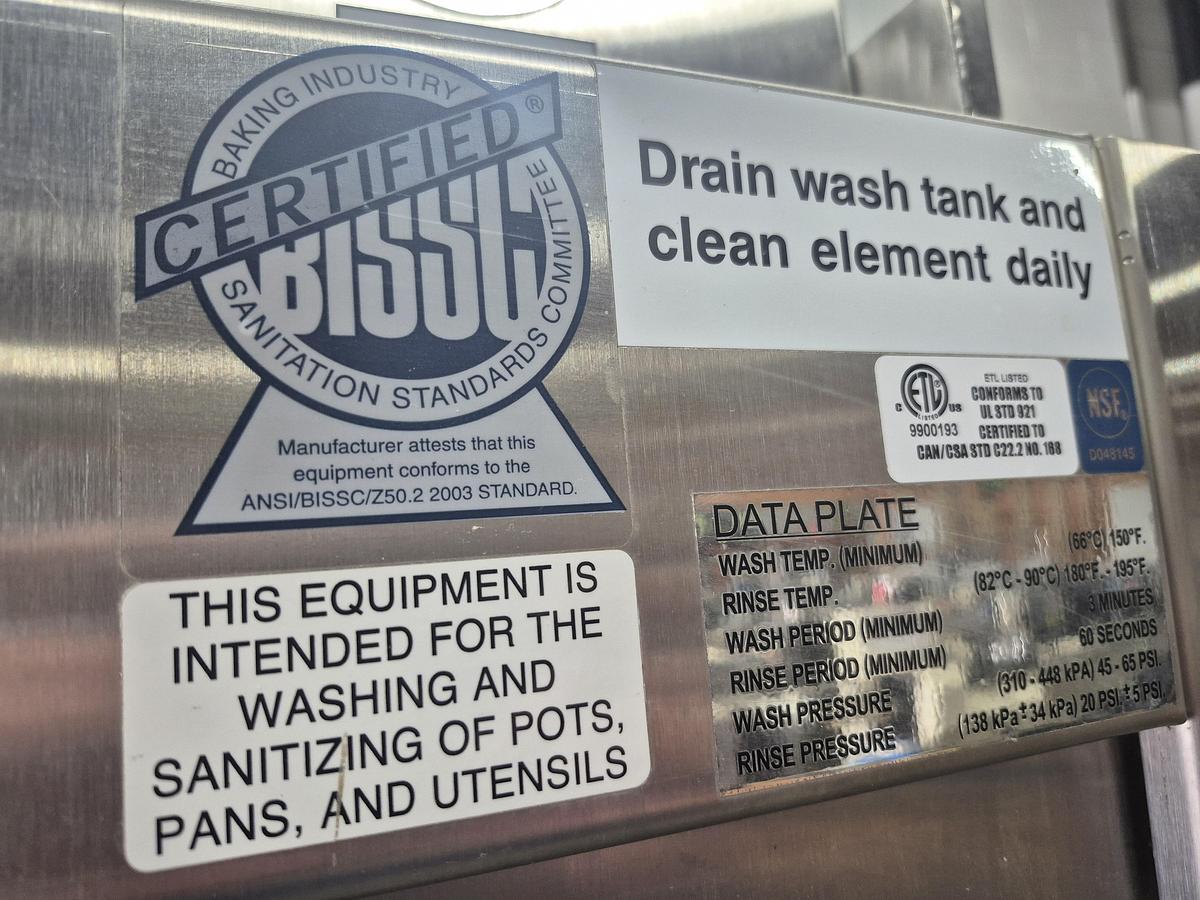 BAKING INDUSTRY
CERTIFIED®
BISSC
SANITATION STANDARDS COMMITTEE
Manufacturer attests that this
equipment conforms to the
ANSI/BISSC/Z50.2 2003 STANDARD.
Drain wash tank and
clean element daily
ETL LISTED
CONFORMS TO
UL STD 921
CERTIFIED TO
CAN/CSA STD C22.2 NO. 168
C ETL® US
LISTED
9900193
NSF®
D048145
THIS EQUIPMENT IS
INTENDED FOR THE
WASHING AND
SANITIZING OF POTS,
PANS, AND UTENSILS
DATA PLATE
WASH TEMP. (MINIMUM) (66°C) 150°F.
RINSE TEMP. (82°C - 90°C) 180°F. - 195°F.
WASH PERIOD (MINIMUM) 3 MINUTES
RINSE PERIOD (MINIMUM) 60 SECONDS
WASH PRESSURE (310 - 448 kPA) 45 - 65 PSI.
RINSE PRESSURE (138 kPa ± 34 kPa) 20 PSI. ± 5 PSI.